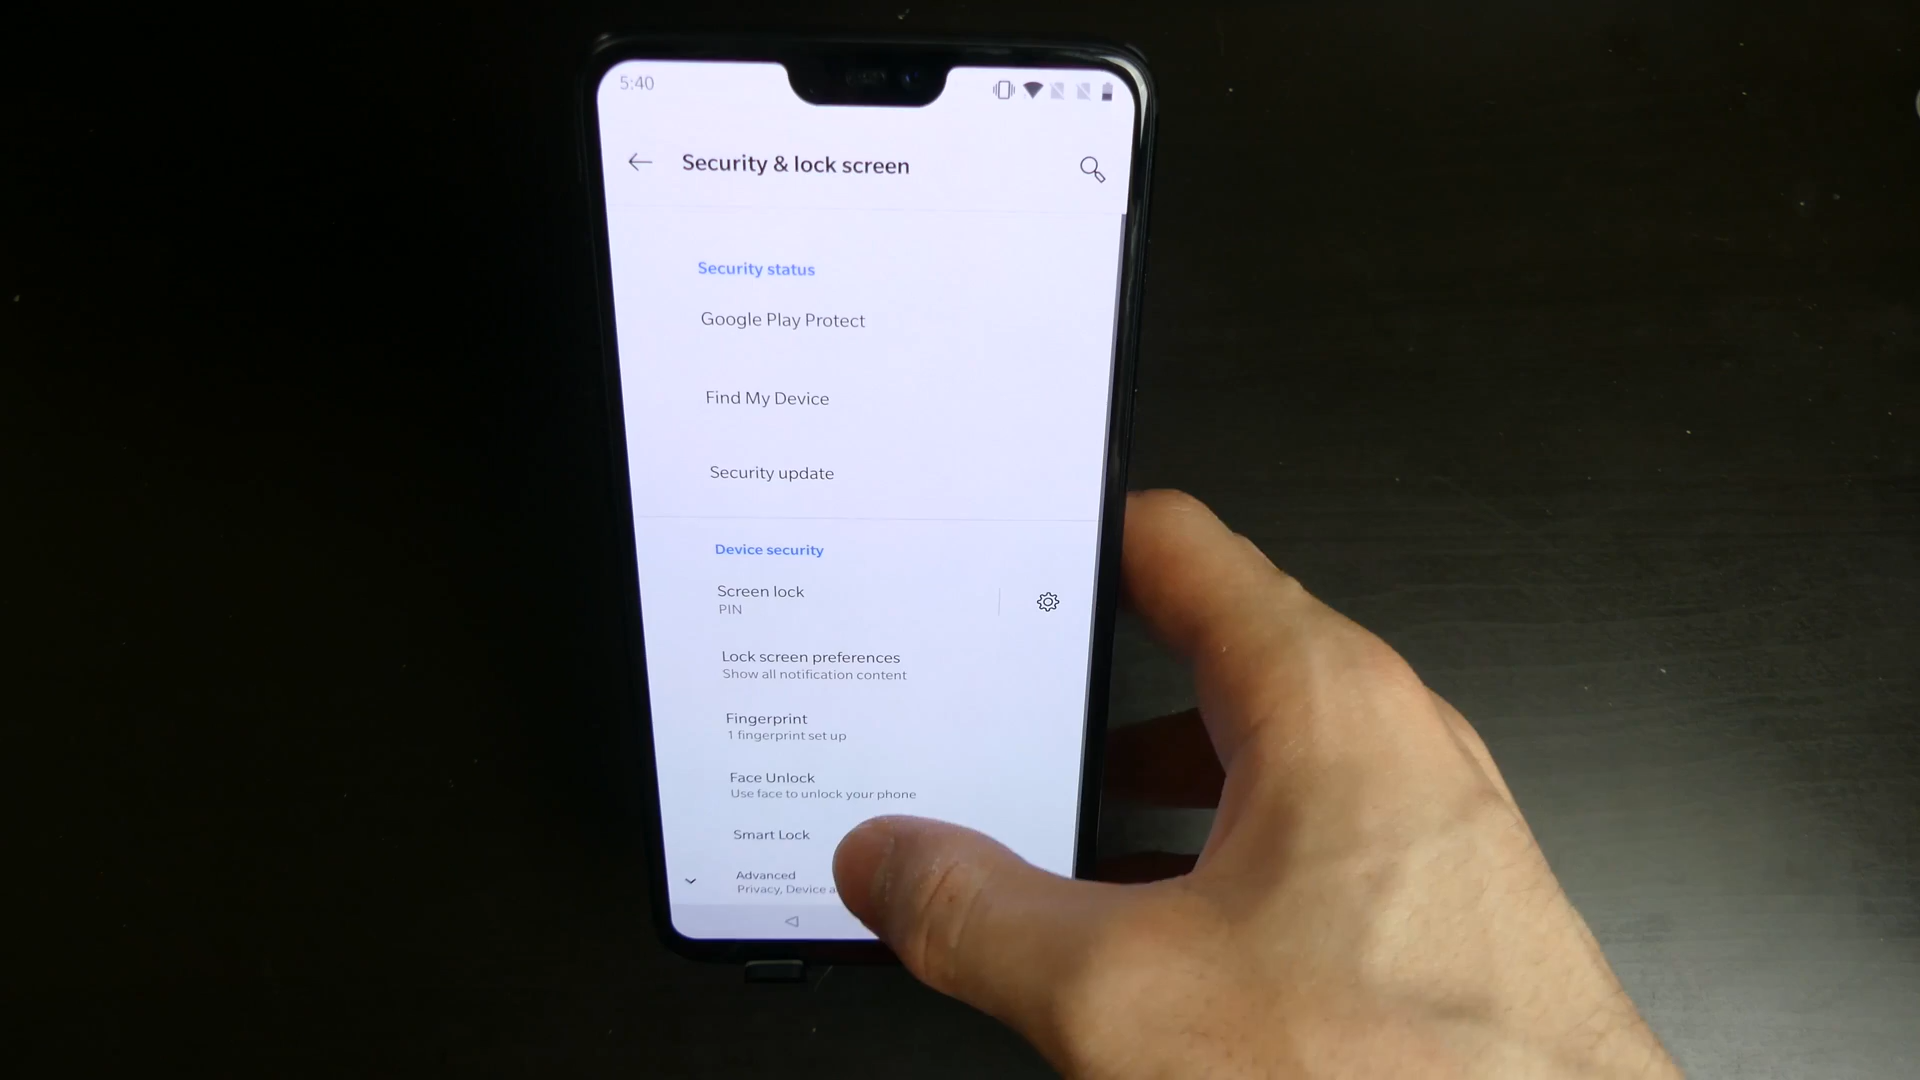 5:40
Security & lock screen
Security status
Google Play Protect
Find My Device
Security update
Device security
Screen lock
PIN
Lock screen preferences
Show all notification content
Fingerprint
1 fingerprint set up
Face Unlock
Use face to unlock your phone
Smart Lock
Advanced
Privacy, Device